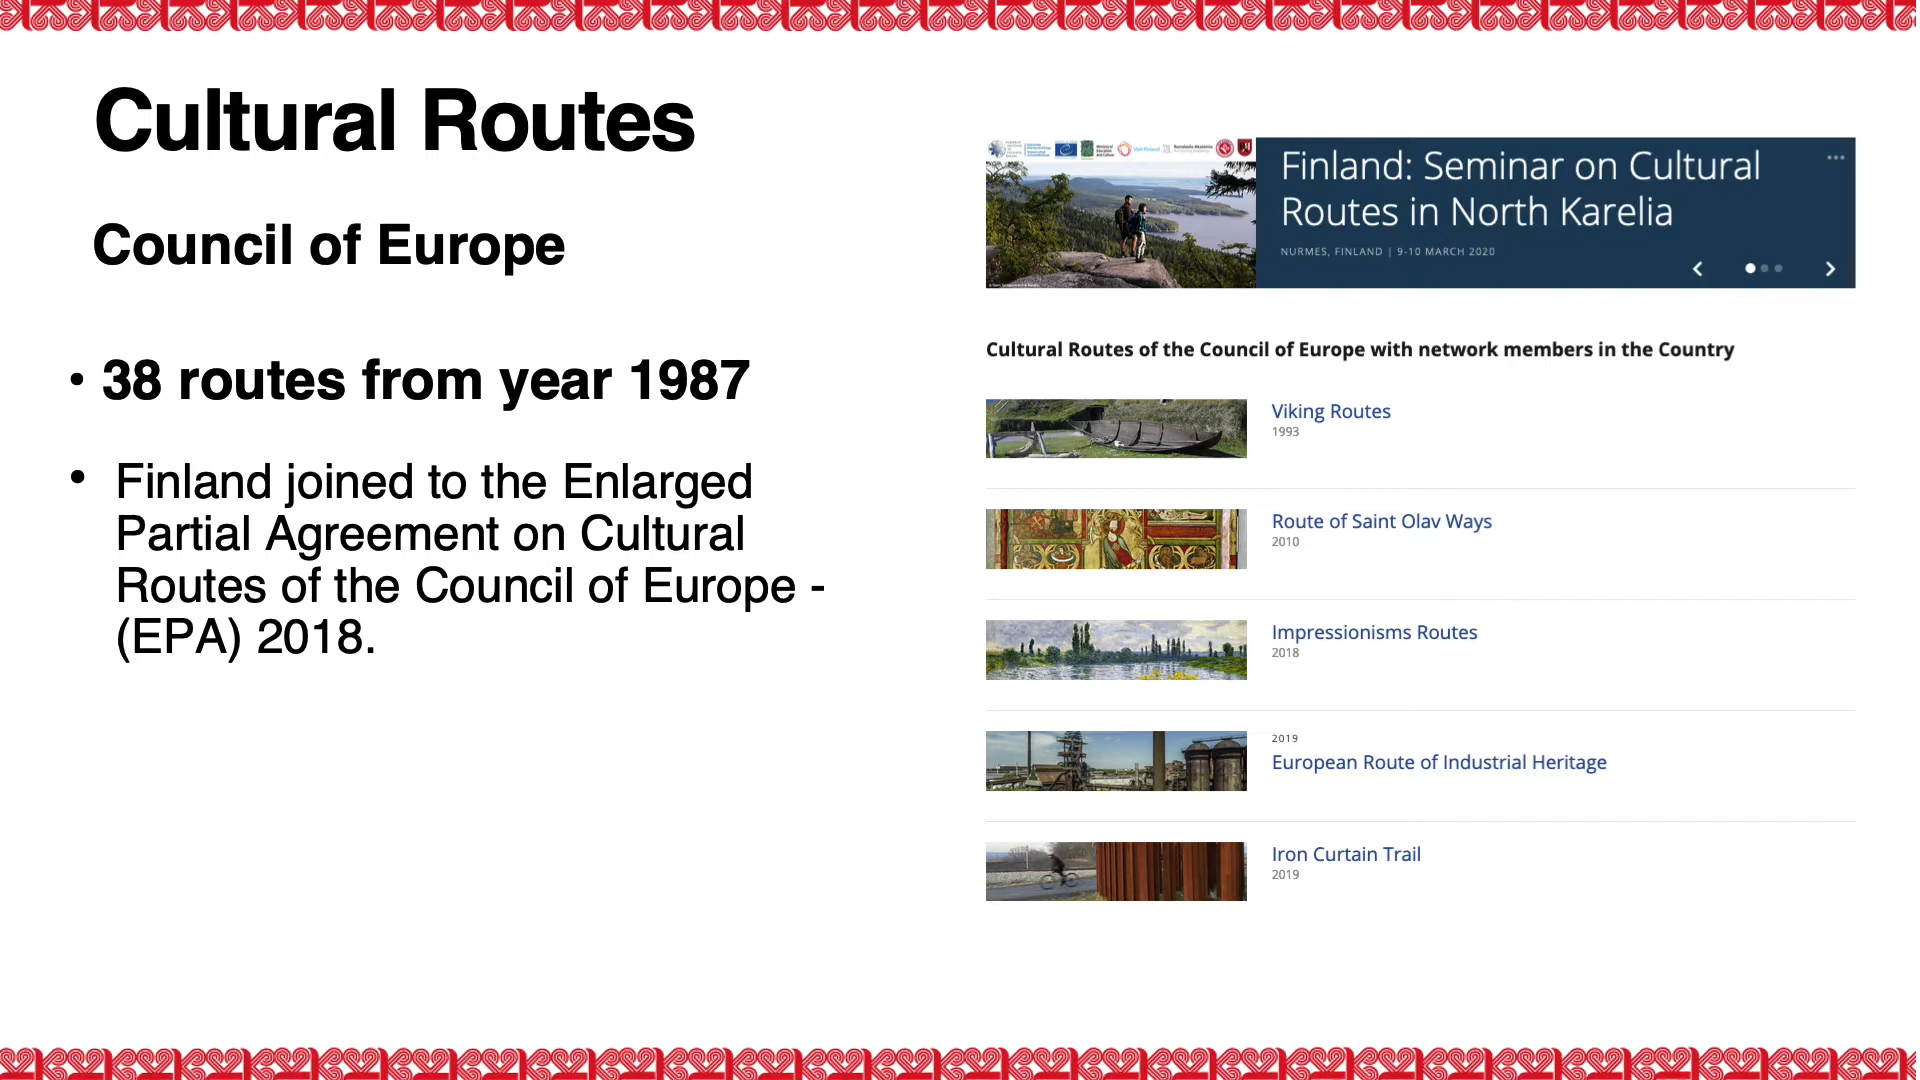 Cultural Routes
Council of Europe
• 38 routes from year 1987
• Finland joined to the Enlarged
Partial Agreement on Cultural
Routes of the Council of Europe -
(EPA) 2018.
Finland: Seminar on Cultural
Routes in North Karelia
NURMES, FINLAND | 9-10 MARCH 2020
Cultural Routes of the Council of Europe with network members in the Country
Viking Routes
1993
Route of Saint Olav Ways
2010
Impressionisms Routes
2018
2019
European Route of Industrial Heritage
Iron Curtain Trail
2019